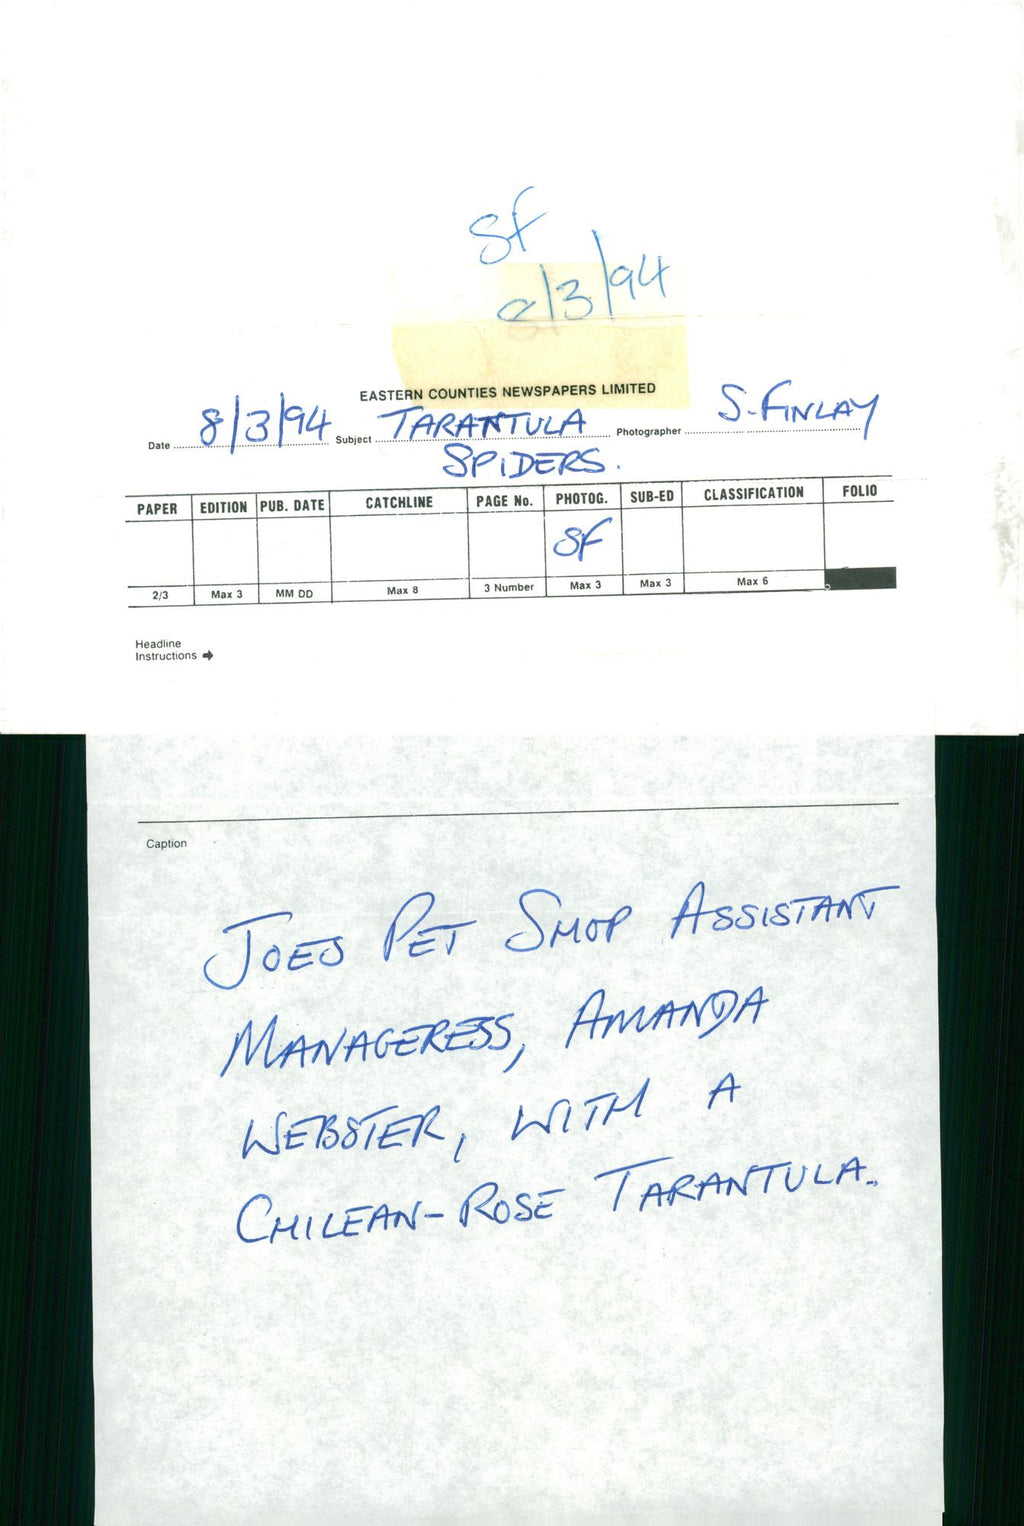 SF
8/3/94
EASTERN COUNTIES NEWSPAPERS LIMITED
Date 8/3/94 Subject TARANTULA Photographer S. FINLAY
SPIDERS.
PAPER EDITION PUB. DATE CATCHLINE PAGE No. PHOTOG. SUB-ED CLASSIFICATION FOLIO
SF
2/3 Max 3 MM DD Max 8 3 Number Max 3 Max 3 Max 6
Headline
Instructions ➔
Caption
JOES PET SHOP ASSISTANT
MANAGERESS, AMANDA
WEBSTER, WITH A
CHILEAN-ROSE TARANTULA.